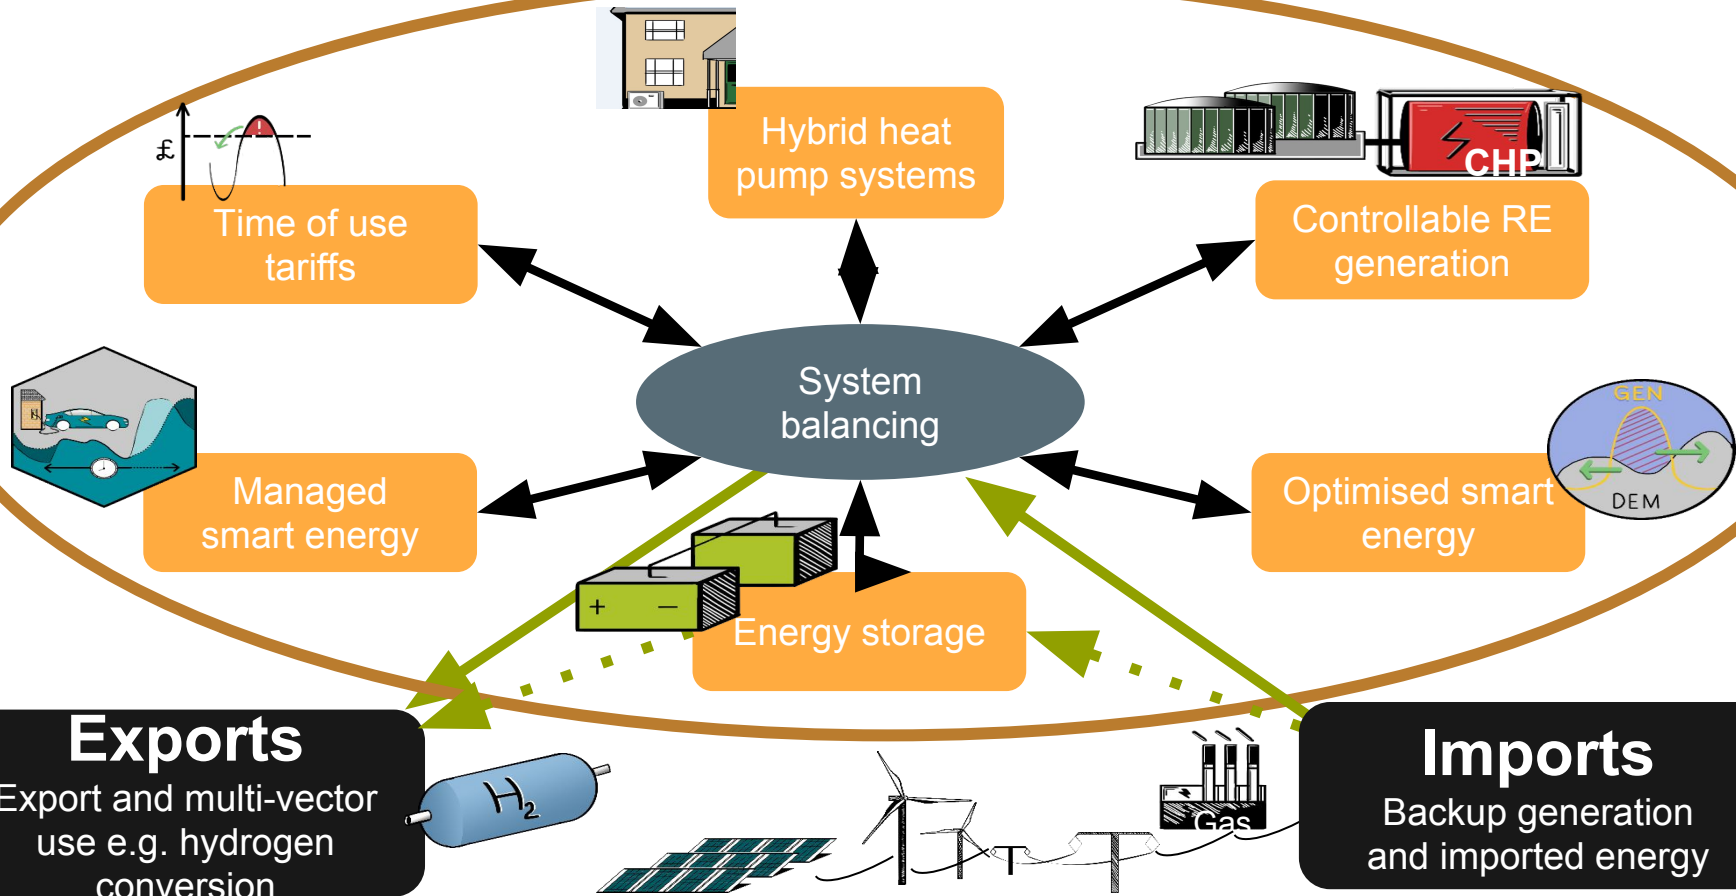 Hybrid heat
pump systems
CHP
£
!
Time of use
tariffs
Controllable RE
generation
System
balancing
GEN
DEM
Managed
smart energy
Optimised smart
energy
+ −
Energy storage
Exports
Export and multi-vector
use e.g. hydrogen
conversion
H2
Gas
Imports
Backup generation
and imported energy